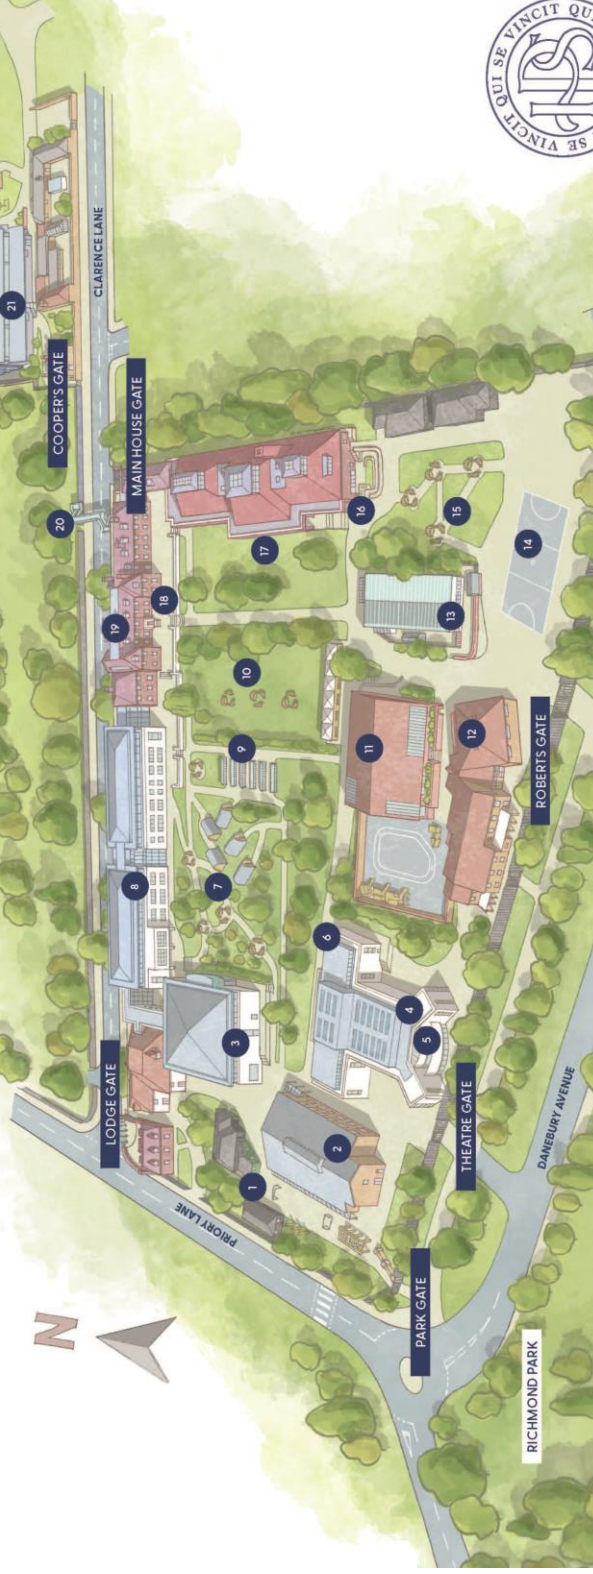 21
N
COOPER'S GATE
20
CLARENCE LANE
LODGE GATE
19
8
MAIN HOUSE GATE
18
PRIORY LANE
7
3
9
10
1
17
6
2
16
11
4
PARK GATE
5
13
15
THEATRE GATE
12
14
RICHMOND PARK
ROBERTS GATE
DANEBURY AVENUE
SE VINCIT QUI SE VINCIT QUI